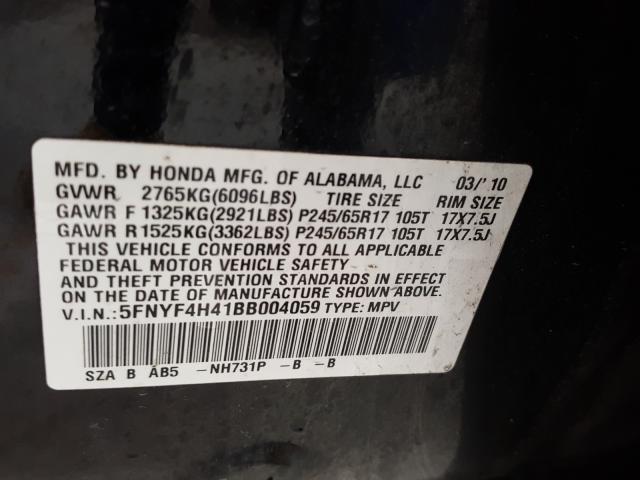 MFD. BY HONDA MFG. OF ALABAMA, LLC 03/'10
GVWR 2765KG(6096LBS) TIRE SIZE RIM SIZE
GAWR F 1325KG(2921LBS) P245/65R17 105T 17X7.5J
GAWR R 1525KG(3362LBS) P245/65R17 105T 17X7.5J
THIS VEHICLE CONFORMS TO ALL APPLICABLE
FEDERAL MOTOR VEHICLE SAFETY
AND THEFT PREVENTION STANDARDS IN EFFECT
ON THE DATE OF MANUFACTURE SHOWN ABOVE.
V.I.N.:5FNYF4H41BB004059 TYPE: MPV
SZA B AB5 -NH731P -B -B